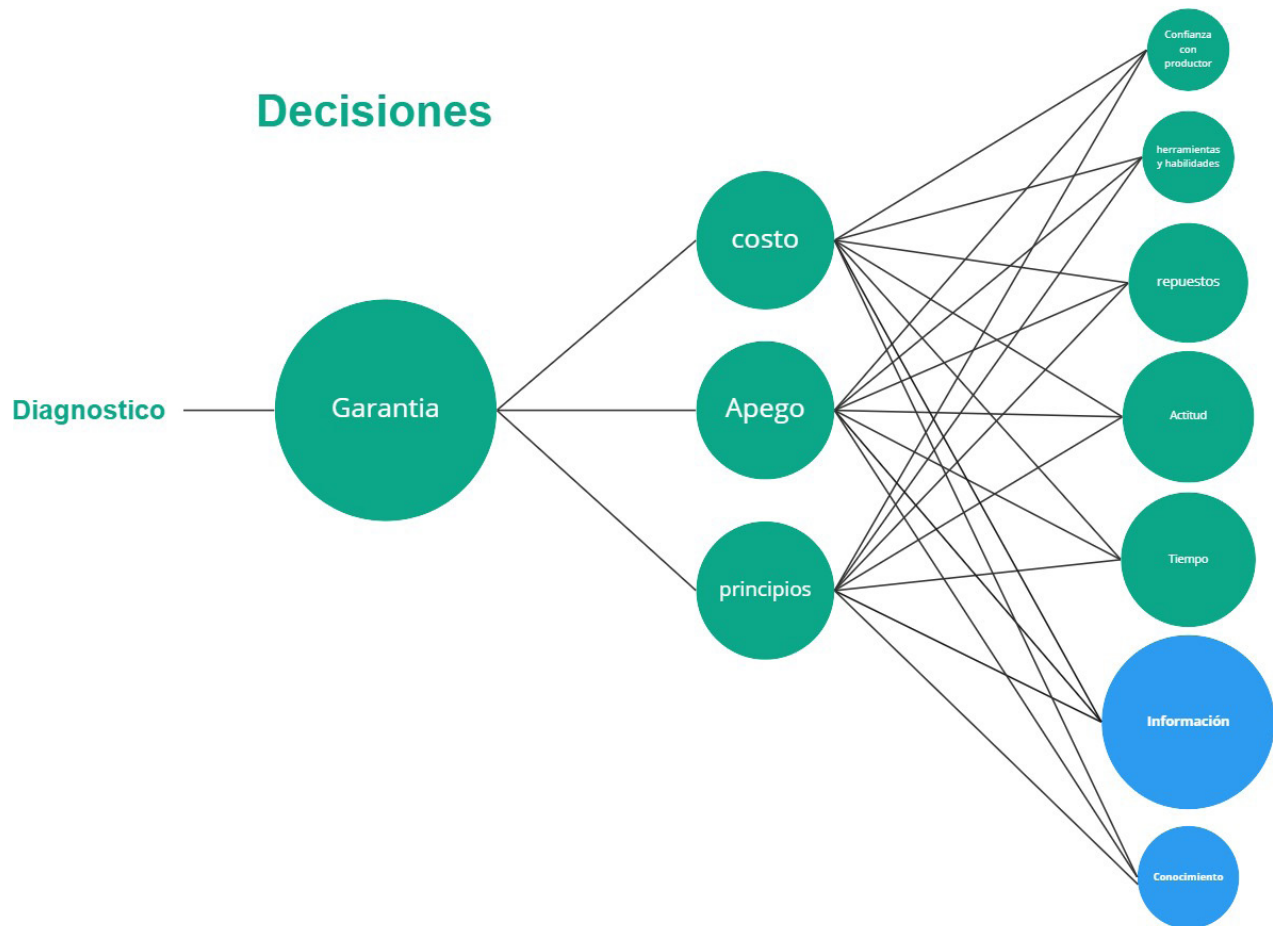 Decisiones
Diagnostico
Garantia
costo
Apego
principios
Confianza
con
productor
herramientas
y habilidades
repuestos
Actitud
Tiempo
Información
Conocimiento